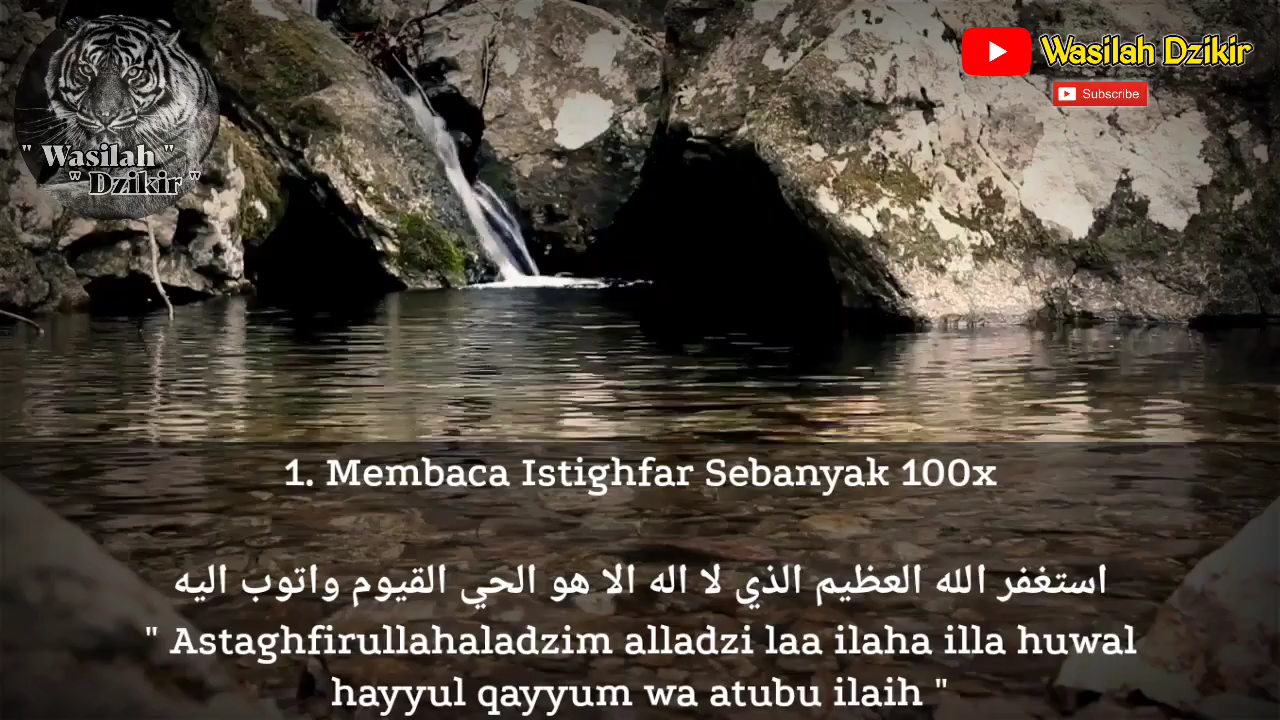 " Wasilah "
" Dzikir "
Wasilah Dzikir
Subscribe
1. Membaca Istighfar Sebanyak 100x
استغفر الله العظيم الذي لا اله الا هو الحي القيوم واتوب اليه
" Astaghfirullahaladzim alladzi laa ilaha illa huwal
hayyul qayyum wa atubu ilaih "